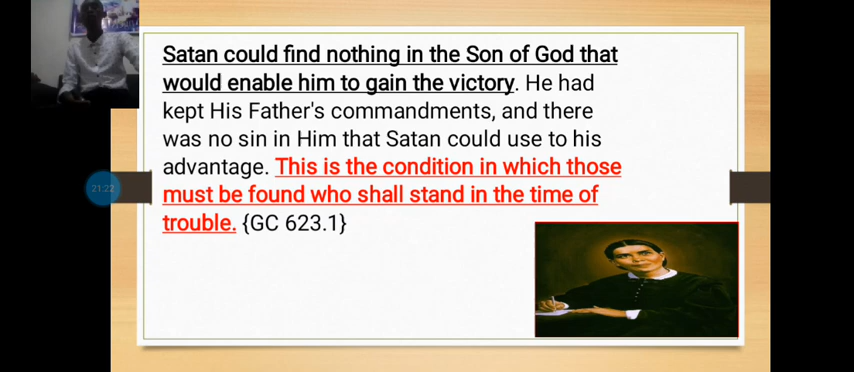 Satan could find nothing in the Son of God that
would enable him to gain the victory. He had
kept His Father's commandments, and there
was no sin in Him that Satan could use to his
advantage. This is the condition in which those
must be found who shall stand in the time of
trouble. {GC 623.1}
21:22